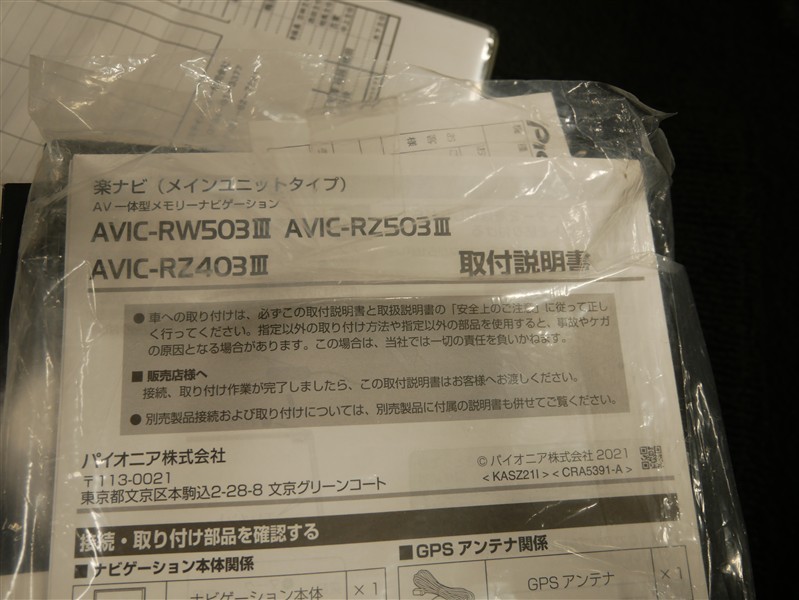 楽ナビ（メインユニットタイプ）
AV一体型メモリーナビゲーション
AVIC-RW503Ⅲ AVIC-RZ503Ⅲ
AVIC-RZ403Ⅲ
取付説明書
● 車への取り付けは、必ずこの取付説明書と取扱説明書の「安全上のご注意」に従って正し
く行ってください。指定以外の取り付け方法や指定以外の部品を使用すると、事故やケガ
の原因となる場合があります。この場合は、当社では一切の責任を負いかねます。
■ 販売店様へ
接続、取り付け作業が完了しましたら、この取付説明書はお客様へお渡しください。
● 別売製品接続および取り付けについては、別売製品に付属の説明書も併せてご覧ください。
パイオニア株式会社
〒113-0021
東京都文京区本駒込2-28-8 文京グリーンコート
© パイオニア株式会社 2021
< KASZ21I > < CRA5391-A >
接続・取り付け部品を確認する
■ ナビゲーション本体関係
ナビゲーション本体 ×1
■ GPS アンテナ関係
GPS アンテナ ×1